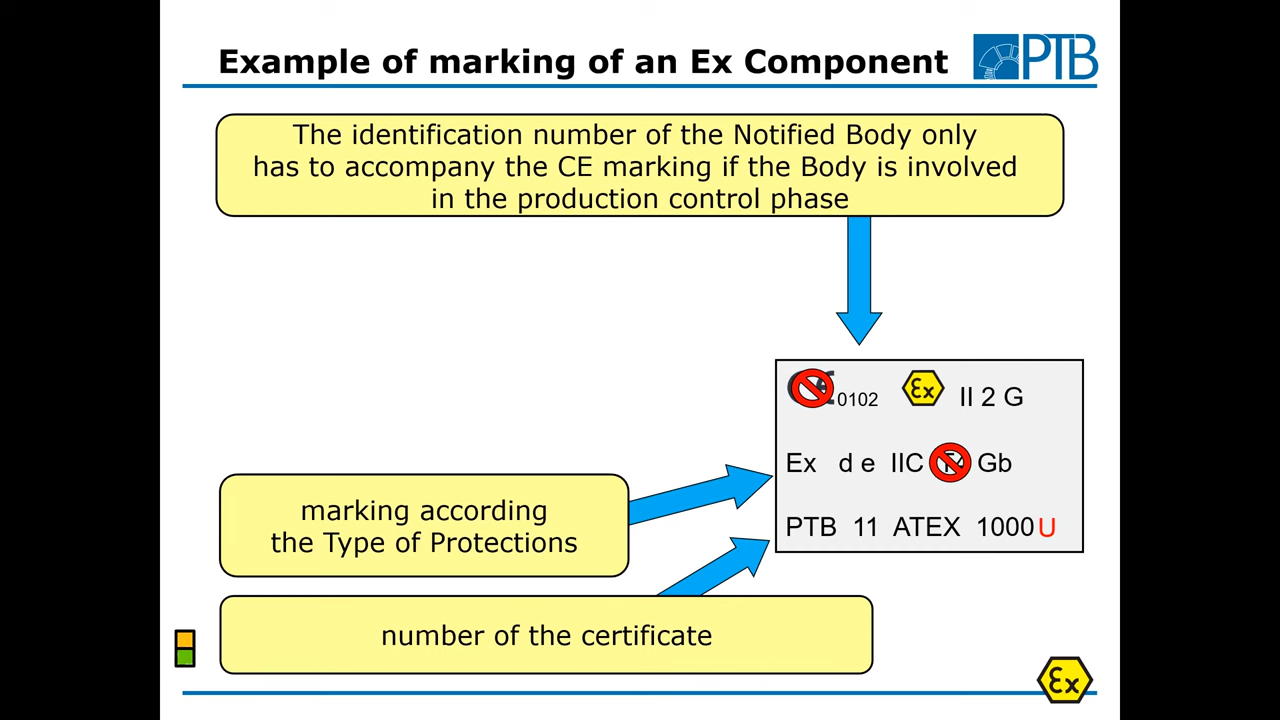 Example of marking of an Ex Component
PTB
The identification number of the Notified Body only
has to accompany the CE marking if the Body is involved
in the production control phase
0102 Ex II 2 G
Ex d e IIC Gb
PTB 11 ATEX 1000 U
marking according
the Type of Protections
number of the certificate
Ex